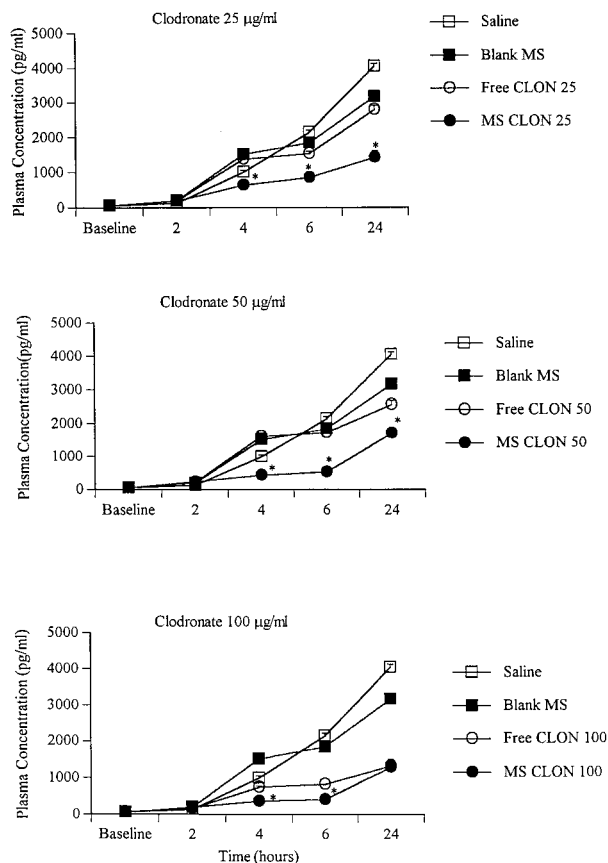 Clodronate 25 µg/ml
Plasma Concentration (pg/ml)
5000
4000
3000
2000
1000
0
*
*
*
Baseline 2 4 6 24
Saline
Blank MS
Free CLON 25
MS CLON 25
Clodronate 50 µg/ml
Plasma Concentration(pg/ml)
5000
4000
3000
2000
1000
0
*
*
*
Baseline 2 4 6 24
Saline
Blank MS
Free CLON 50
MS CLON 50
Clodronate 100 µg/ml
Plasma Concentration (pg/ml)
5000
4000
3000
2000
1000
0
*
*
Baseline 2 4 6 24
Time (hours)
Saline
Blank MS
Free CLON 100
MS CLON 100